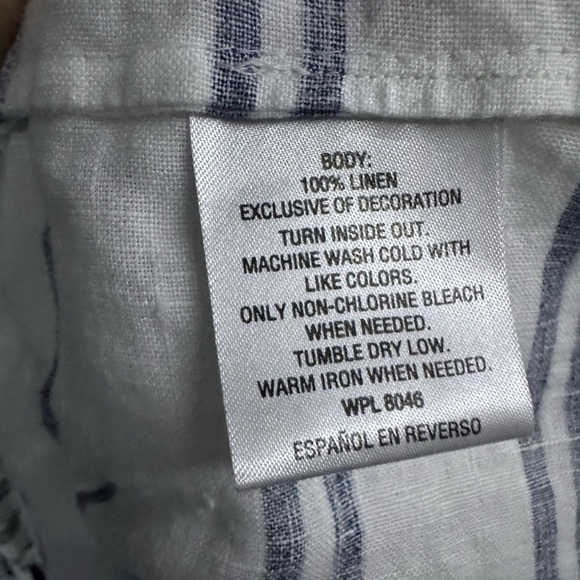 BODY:
100% LINEN
EXCLUSIVE OF DECORATION
TURN INSIDE OUT.
MACHINE WASH COLD WITH
LIKE COLORS.
ONLY NON-CHLORINE BLEACH
WHEN NEEDED.
TUMBLE DRY LOW.
WARM IRON WHEN NEEDED.
WPL 8046
ESPAÑOL EN REVERSO